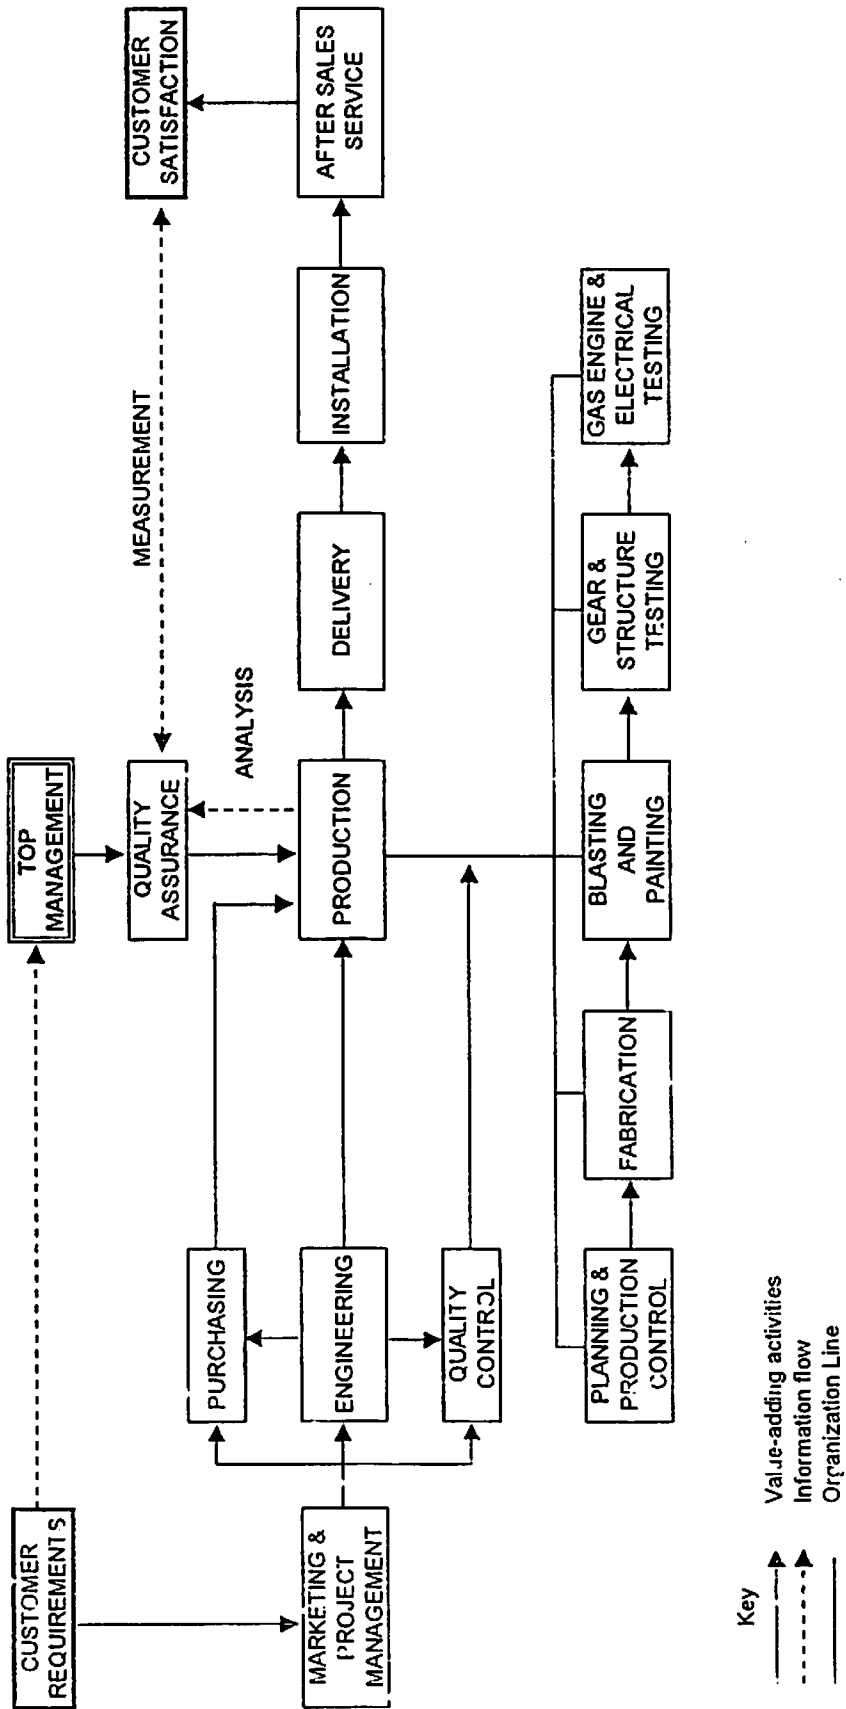 CUSTOMER
REQUIREMENTS
TOP
MANAGEMENT
QUALITY
ASSURANCE
MEASUREMENT
CUSTOMER
SATISFACTION
ANALYSIS
MARKETING &
PROJECT
MANAGEMENT
PURCHASING
ENGINEERING
QUALITY
CONTROL
PRODUCTION
DELIVERY
INSTALLATION
AFTER SALES
SERVICE
PLANNING &
PRODUCTION
CONTROL
FABRICATION
BLASTING
AND
PAINTING
GEAR &
STRUCTURE
TESTING
GAS ENGINE &
ELECTRICAL
TESTING
Key
Value-adding activities
Information flow
Organization Line